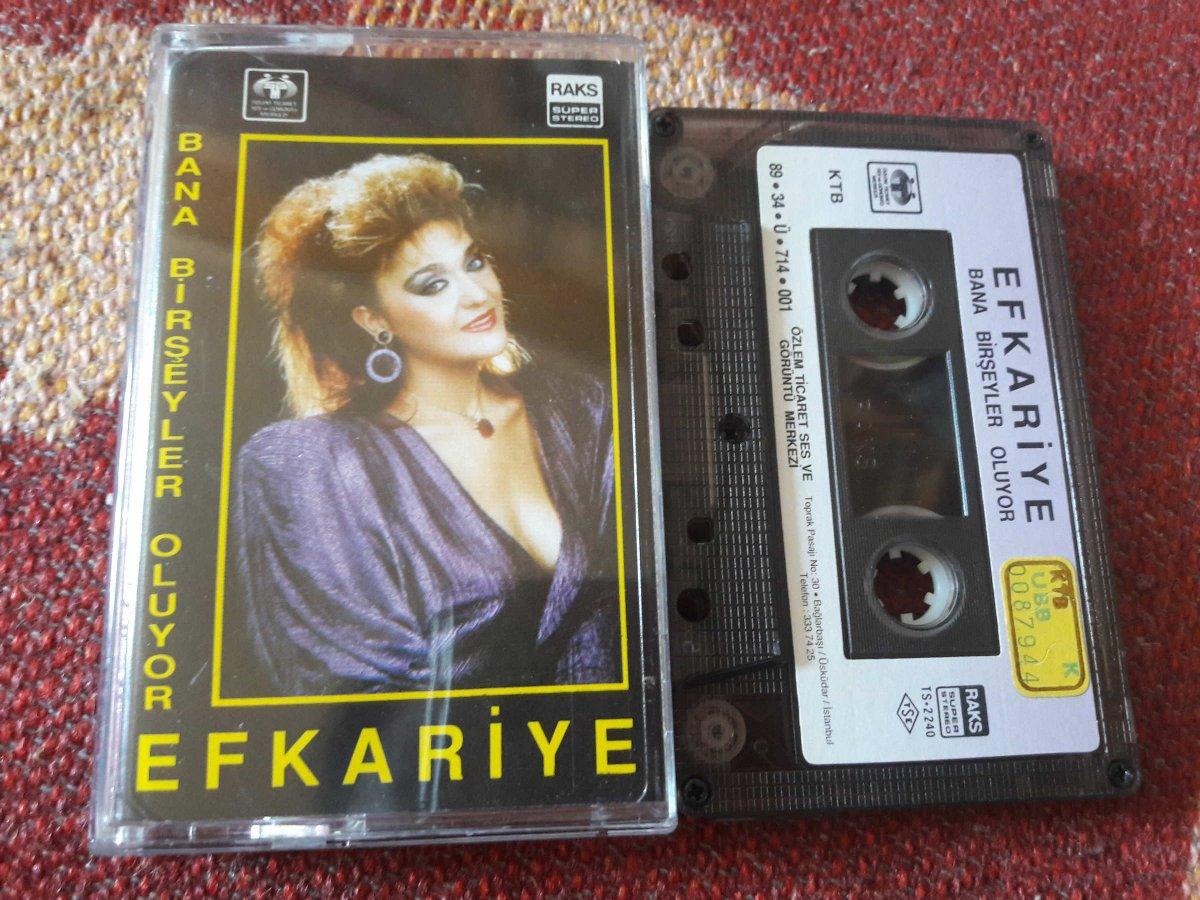 RAKS
SÜPER
STEREO
BANA BİRŞEYLER OLUYOR
EFKARİYE
EFKARİYE
BANA BİRŞEYLER OLUYOR
KTB
89•34•Ü•714•001
ÖZLEM TİCARET SES VE
GÖRÜNTÜ MERKEZİ
Toprak Pasajı No: 30 • Bağlarbaşı / Üsküdar / İstanbul
Telefon : 333 74 25
KYB
UBB K
0087944
RAKS
SÜPER
STEREO
TS•2240
TSE